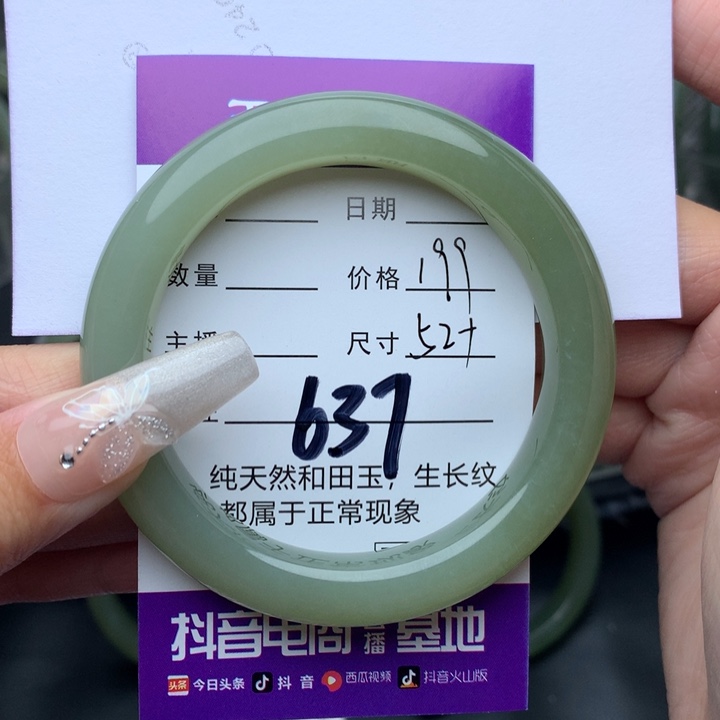 日期
数量 价格 199
主播 尺寸 52+
637
纯天然和田玉，生长纹
都属于正常现象
抖音电商直播基地
头条 今日头条 抖音 西瓜视频 抖音火山版